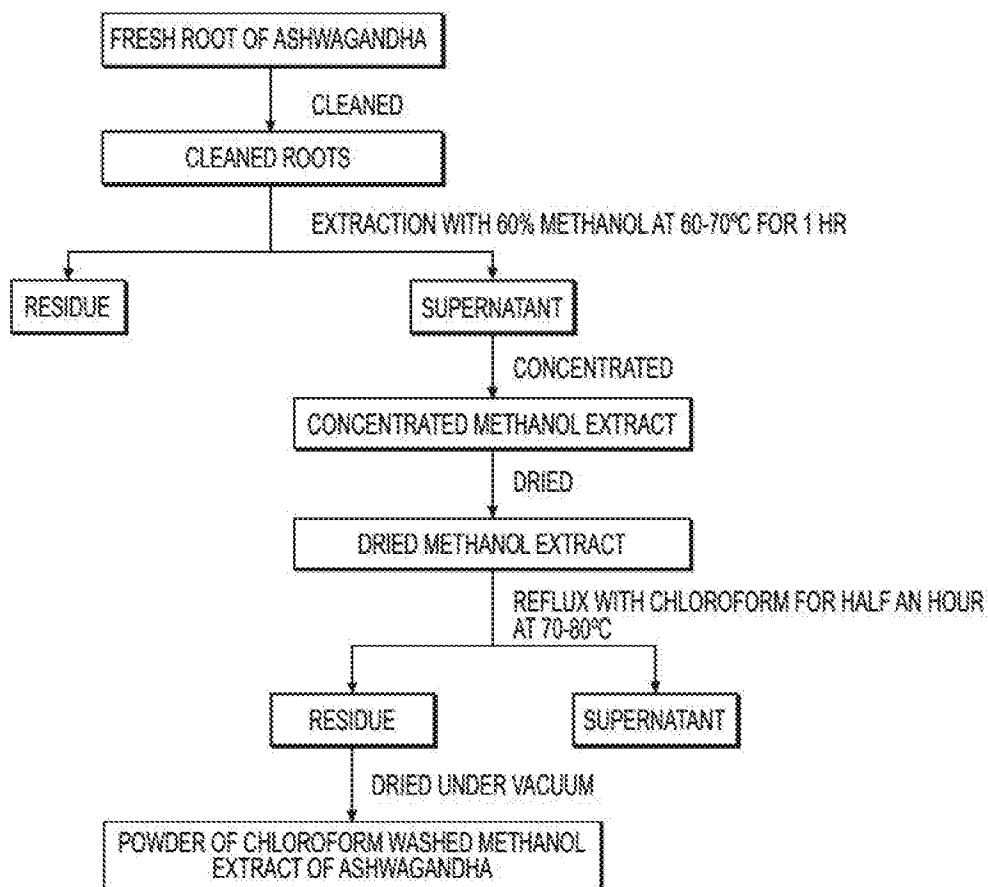 FRESH ROOT OF ASHWAGANDHA
CLEANED
CLEANED ROOTS
EXTRACTION WITH 60% METHANOL AT 60-70ºC FOR 1 HR
RESIDUE
SUPERNATANT
CONCENTRATED
CONCENTRATED METHANOL EXTRACT
DRIED
DRIED METHANOL EXTRACT
REFLUX WITH CHLOROFORM FOR HALF AN HOUR
AT 70-80ºC
RESIDUE
SUPERNATANT
DRIED UNDER VACUUM
POWDER OF CHLOROFORM WASHED METHANOL
EXTRACT OF ASHWAGANDHA